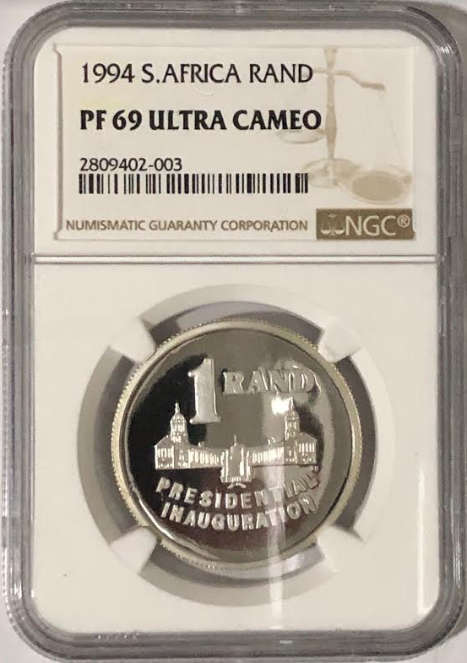 1994 S.AFRICA RAND
PF 69 ULTRA CAMEO
2809402-003
NUMISMATIC GUARANTY CORPORATION NGC®
1 RAND
PRESIDENTIAL
INAUGURATION